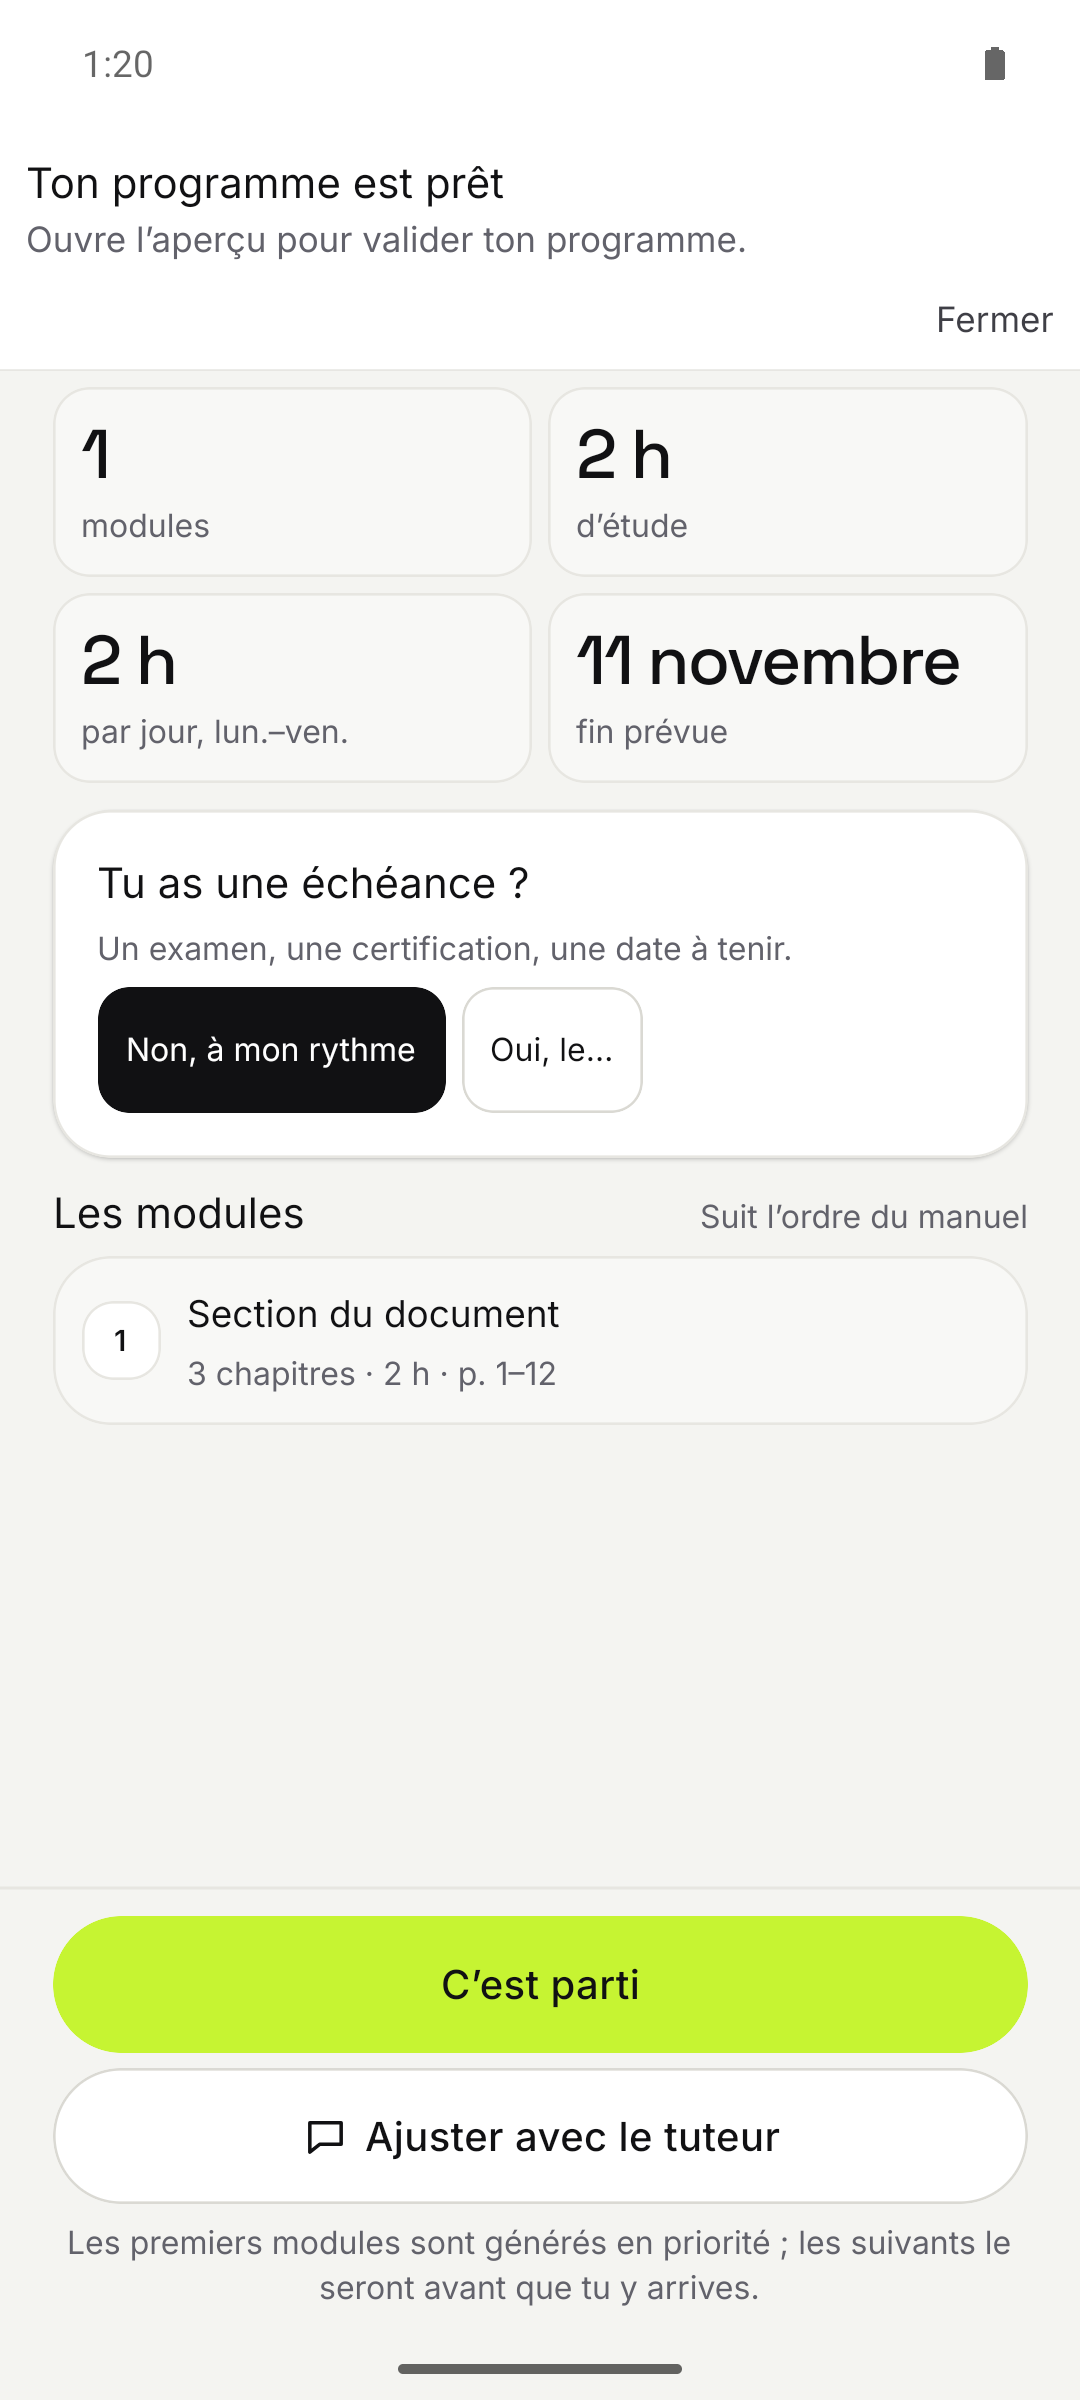 1:20
Ton programme est prêt
Ouvre l’aperçu pour valider ton programme.
Fermer
1
modules
2 h
d’étude
2 h
par jour, lun.–ven.
11 novembre
fin prévue
Tu as une échéance ?
Un examen, une certification, une date à tenir.
Non, à mon rythme
Oui, le...
Les modules
Suit l’ordre du manuel
1
Section du document
3 chapitres · 2 h · p. 1–12
C’est parti
Ajuster avec le tuteur
Les premiers modules sont générés en priorité ; les suivants le
seront avant que tu y arrives.